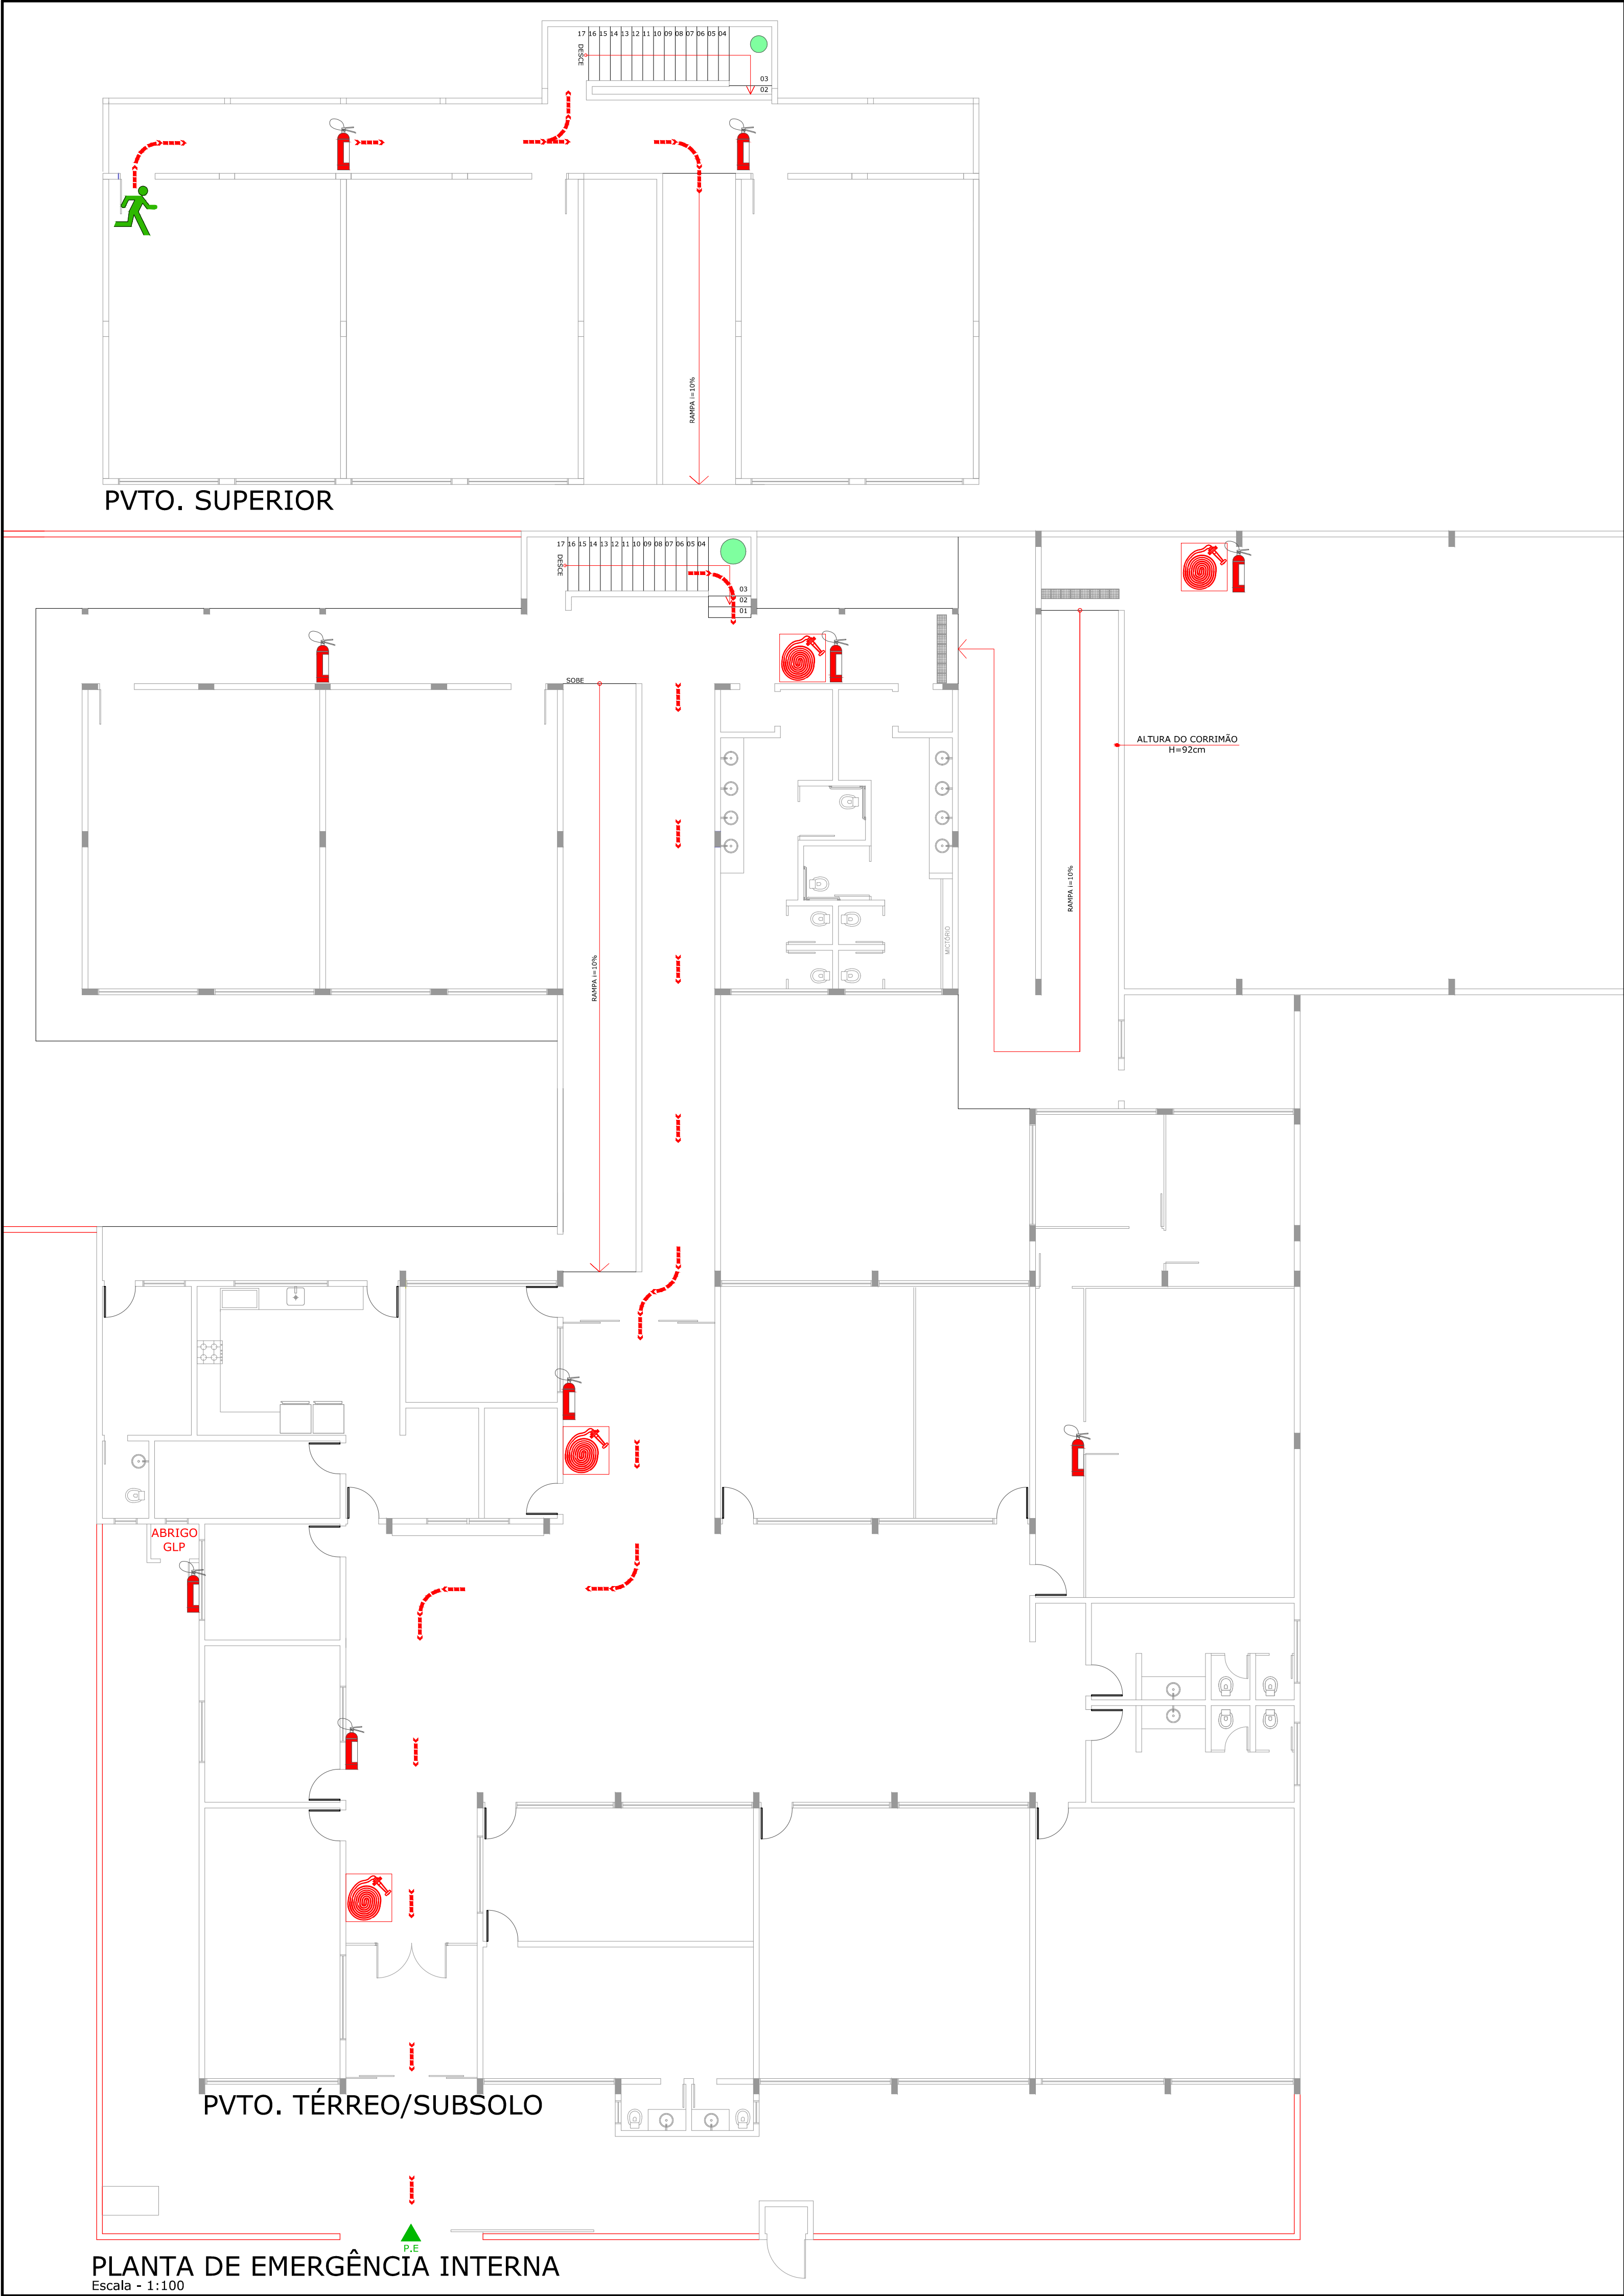 17 16 15 14 13 12 11 10 09 08 07 06 05 04
DESCE
03
02
RAMPA i=10%
PVTO. SUPERIOR
17 16 15 14 13 12 11 10 09 08 07 06 05 04
DESCE
03
02
01
SOBE
ALTURA DO CORRIMÃO
H=92cm
RAMPA i=10%
MICTÓRIO
RAMPA i=10%
ABRIGO
GLP
PVTO. TÉRREO/SUBSOLO
P.E
PLANTA DE EMERGÊNCIA INTERNA
Escala - 1:100